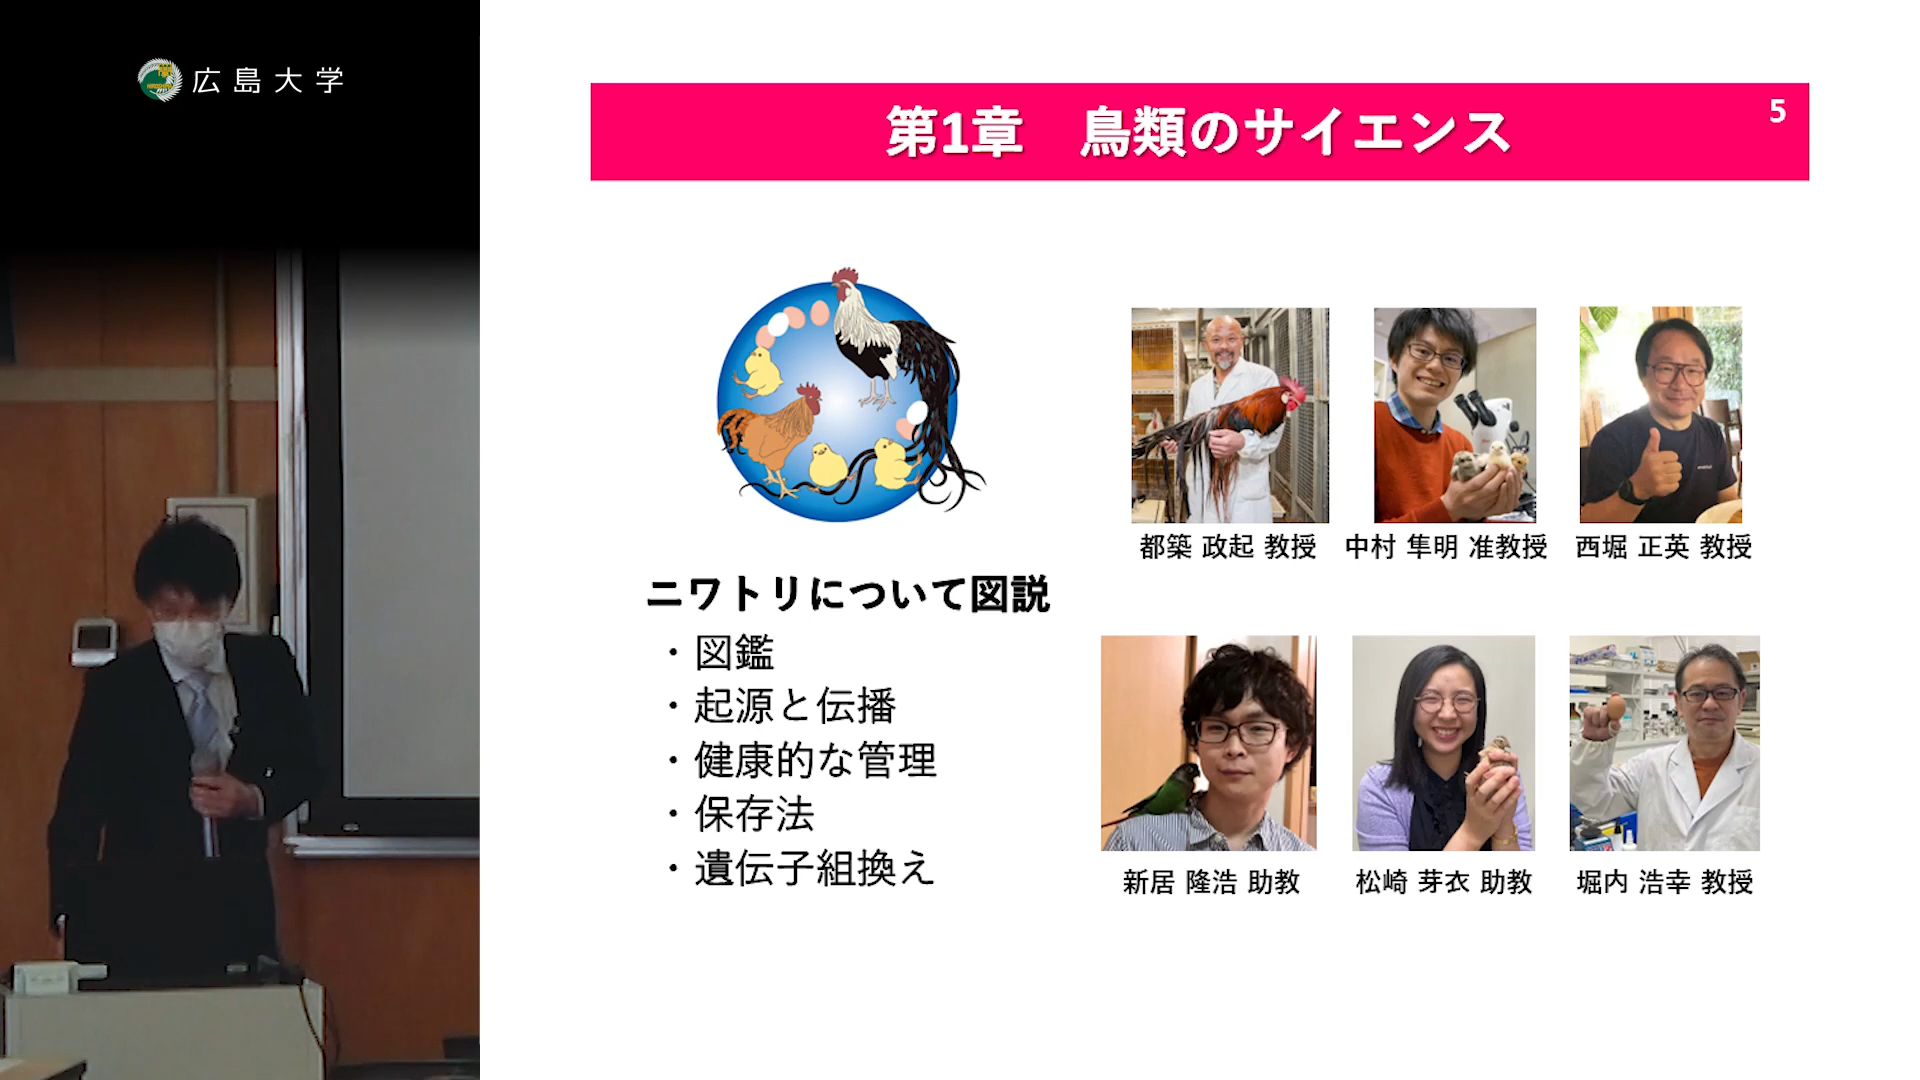 広島大学
第1章　鳥類のサイエンス
5
都築 政起 教授
中村 隼明 准教授
西堀 正英 教授
ニワトリについて図説
・図鑑
・起源と伝播
・健康的な管理
・保存法
・遺伝子組換え
新居 隆浩 助教
松崎 芽衣 助教
堀内 浩幸 教授